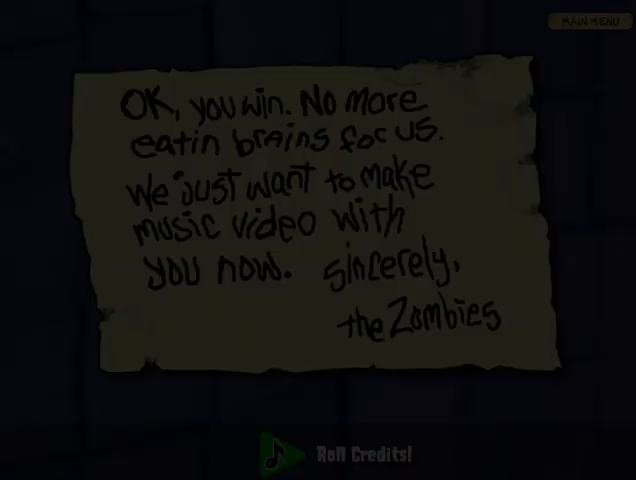 MAIN MENU
OK, you win. No more
eatin brains for us.
We just want to make
music video with
you now. Sincerely,
the Zombies
Roll Credits!